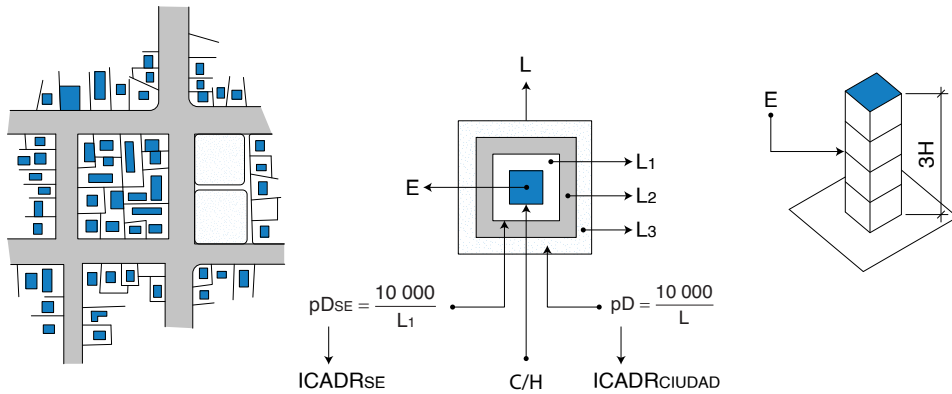 L
E
3H
L1
E
L2
L3
pDSE = 10 000 / L1
pD = 10 000 / L
ICADRSE
C/H
ICADRCIUDAD